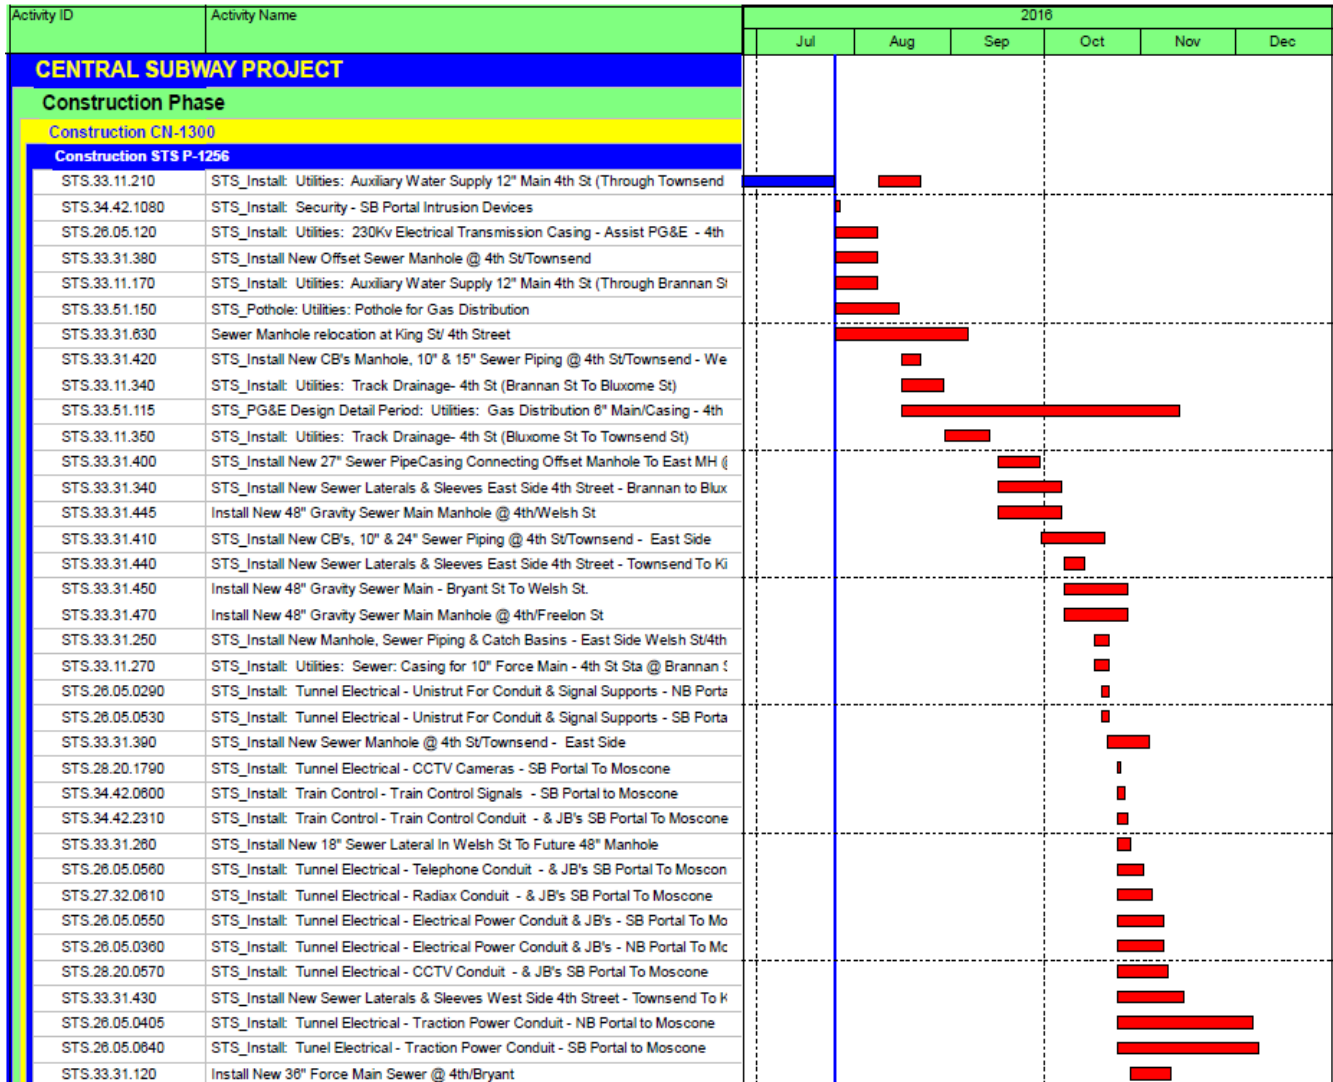 Activity ID Activity Name 2016
Jul Aug Sep Oct Nov Dec
CENTRAL SUBWAY PROJECT
Construction Phase
Construction CN-1300
Construction STS P-1256
STS.33.11.210 STS_Install: Utilities: Auxiliary Water Supply 12" Main 4th St (Through Townsend
STS.34.42.1080 STS_Install: Security - SB Portal Intrusion Devices
STS.26.05.120 STS_Install: Utilities: 230Kv Electrical Transmission Casing - Assist PG&E - 4th
STS.33.31.380 STS_Install New Offset Sewer Manhole @ 4th St/Townsend
STS.33.11.170 STS_Install: Utilities: Auxiliary Water Supply 12" Main 4th St (Through Brannan St
STS.33.51.150 STS_Pothole: Utilities: Pothole for Gas Distribution
STS.33.31.630 Sewer Manhole relocation at King St/ 4th Street
STS.33.31.420 STS_Install New CB's Manhole, 10" & 15" Sewer Piping @ 4th St/Townsend - We
STS.33.11.340 STS_Install: Utilities: Track Drainage- 4th St (Brannan St To Bluxome St)
STS.33.51.115 STS_PG&E Design Detail Period: Utilities: Gas Distribution 6" Main/Casing - 4th
STS.33.11.350 STS_Install: Utilities: Track Drainage- 4th St (Bluxome St To Townsend St)
STS.33.31.400 STS_Install New 27" Sewer PipeCasing Connecting Offset Manhole To East MH @
STS.33.31.340 STS_Install New Sewer Laterals & Sleeves East Side 4th Street - Brannan to Blux
STS.33.31.445 Install New 48" Gravity Sewer Main Manhole @ 4th/Welsh St
STS.33.31.410 STS_Install New CB's, 10" & 24" Sewer Piping @ 4th St/Townsend - East Side
STS.33.31.440 STS_Install New Sewer Laterals & Sleeves East Side 4th Street - Townsend To Ki
STS.33.31.450 Install New 48" Gravity Sewer Main - Bryant St To Welsh St.
STS.33.31.470 Install New 48" Gravity Sewer Main Manhole @ 4th/Freelon St
STS.33.31.250 STS_Install New Manhole, Sewer Piping & Catch Basins - East Side Welsh St/4th
STS.33.11.270 STS_Install: Utilities: Sewer: Casing for 10" Force Main - 4th St Sta @ Brannan S
STS.26.05.0290 STS_Install: Tunnel Electrical - Unistrut For Conduit & Signal Supports - NB Porta
STS.26.05.0530 STS_Install: Tunnel Electrical - Unistrut For Conduit & Signal Supports - SB Porta
STS.33.31.390 STS_Install New Sewer Manhole @ 4th St/Townsend - East Side
STS.28.20.1790 STS_Install: Tunnel Electrical - CCTV Cameras - SB Portal To Moscone
STS.34.42.0600 STS_Install: Train Control - Train Control Signals - SB Portal to Moscone
STS.34.42.2310 STS_Install: Train Control - Train Control Conduit - & JB's SB Portal To Moscone
STS.33.31.260 STS_Install New 18" Sewer Lateral In Welsh St To Future 48" Manhole
STS.26.05.0560 STS_Install: Tunnel Electrical - Telephone Conduit - & JB's SB Portal To Moscon
STS.27.32.0610 STS_Install: Tunnel Electrical - Radiax Conduit - & JB's SB Portal To Moscone
STS.26.05.0550 STS_Install: Tunnel Electrical - Electrical Power Conduit & JB's - SB Portal To Mo
STS.26.05.0360 STS_Install: Tunnel Electrical - Electrical Power Conduit & JB's - NB Portal To Mc
STS.28.20.0570 STS_Install: Tunnel Electrical - CCTV Conduit - & JB's SB Portal To Moscone
STS.33.31.430 STS_Install New Sewer Laterals & Sleeves West Side 4th Street - Townsend To K
STS.26.05.0405 STS_Install: Tunnel Electrical - Traction Power Conduit - NB Portal to Moscone
STS.26.05.0640 STS_Install: Tunel Electrical - Traction Power Conduit - SB Portal to Moscone
STS.33.31.120 Install New 36" Force Main Sewer @ 4th/Bryant